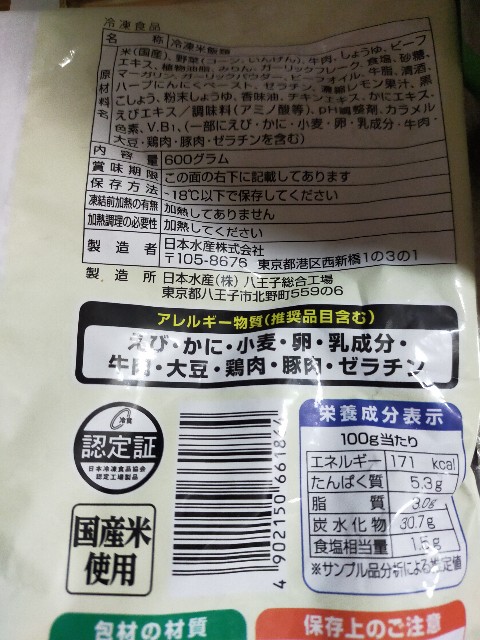 冷凍食品
名称 冷凍米飯類
原材料名 米(国産)、野菜(コーン、いんげん)、牛肉、しょうゆ、ビーフ
エキス、植物油脂、みりん、ガーリックフレーク、食塩、砂糖、
マーガリン、ガーリックパウダー、ビーフオイル、牛脂、清酒、
ハーブにんにくペースト、ゼラチン、濃縮レモン果汁、黒
こしょう、粉末しょうゆ、香味油、チキンエキス、かにエキス、
えびエキス/調味料(アミノ酸等)、pH調整剤、カラメル
色素、V.B₁、(一部にえび・かに・小麦・卵・乳成分・牛肉・
大豆・鶏肉・豚肉・ゼラチンを含む)
内容量 600グラム
賞味期限 この面の右下に記載してあります
保存方法 -18℃以下で保存してください
凍結前加熱の有無 加熱してありません
加熱調理の必要性 加熱してください
製造者 日本水産株式会社
〒105-8676 東京都港区西新橋1の3の1
製造所 日本水産(株) 八王子総合工場
東京都八王子市北野町559の6
アレルギー物質(推奨品目含む)
えび・かに・小麦・卵・乳成分・
牛肉・大豆・鶏肉・豚肉・ゼラチン
冷食
認定証
日本冷凍食品協会
認定工場製品
国産米
使用
4 902150 661844
栄養成分表示
100g当たり
エネルギー 171 kcal
たんぱく質 5.3g
脂質 3.0g
炭水化物 30.7g
食塩相当量 1.5g
※サンプル品分析による推定値
包材の材質
保存上のご注意